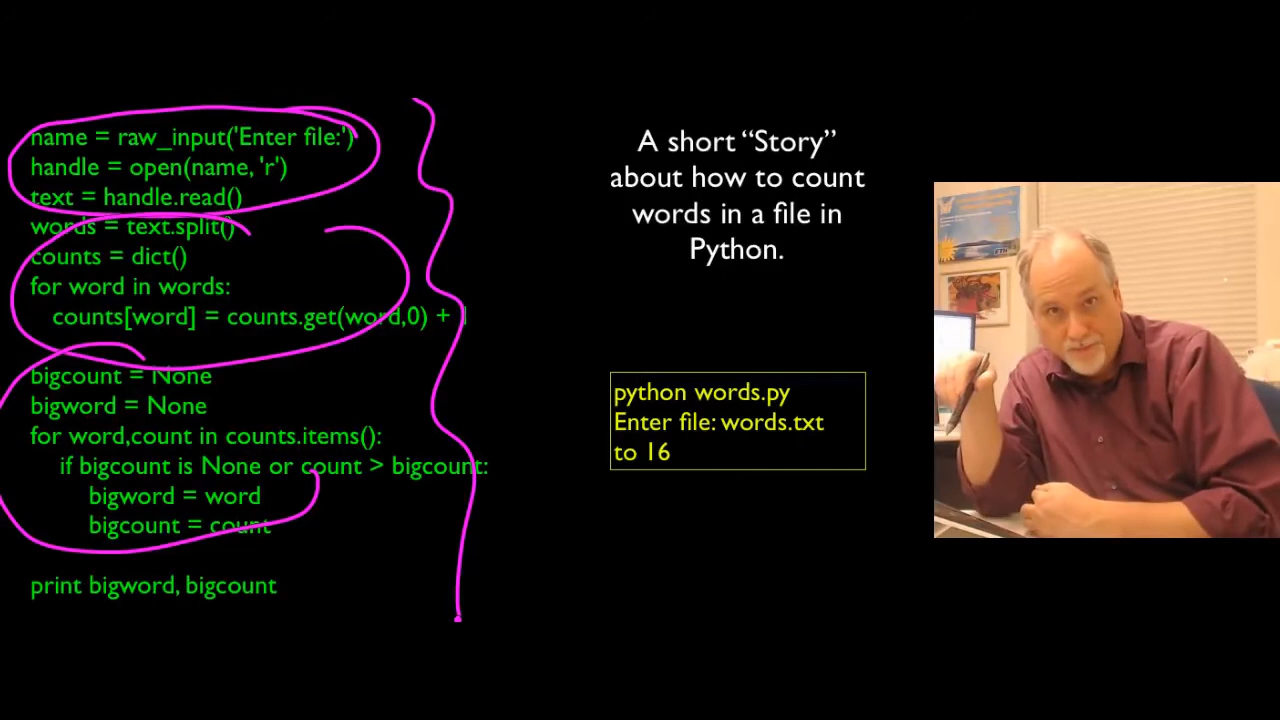 name = raw_input('Enter file:')
handle = open(name, 'r')
text = handle.read()
words = text.split()
counts = dict()
for word in words:
counts[word] = counts.get(word,0) + 1
bigcount = None
bigword = None
for word,count in counts.items():
if bigcount is None or count > bigcount:
bigword = word
bigcount = count
print bigword, bigcount
A short “Story”
about how to count
words in a file in
Python.
python words.py
Enter file: words.txt
to 16